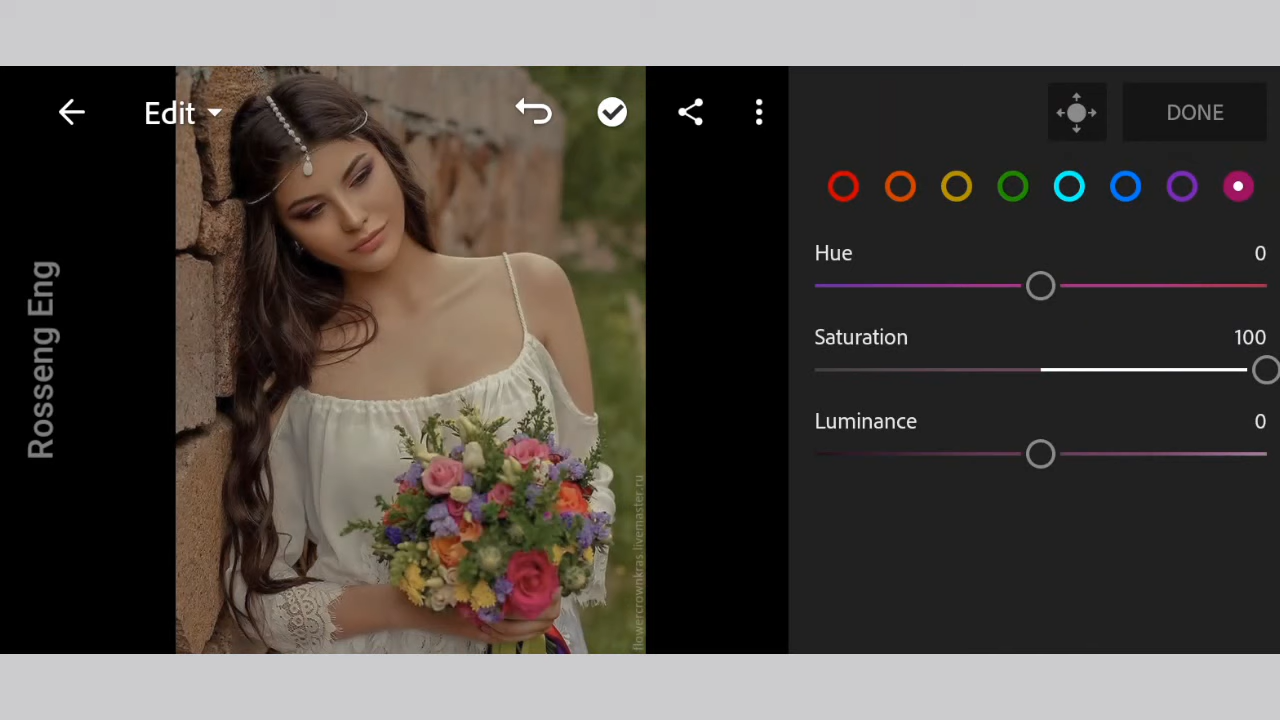 Edit
DONE
Hue 0
Saturation 100
Luminance 0
Rosseng Eng
flowercrownkras.livemaster.ru